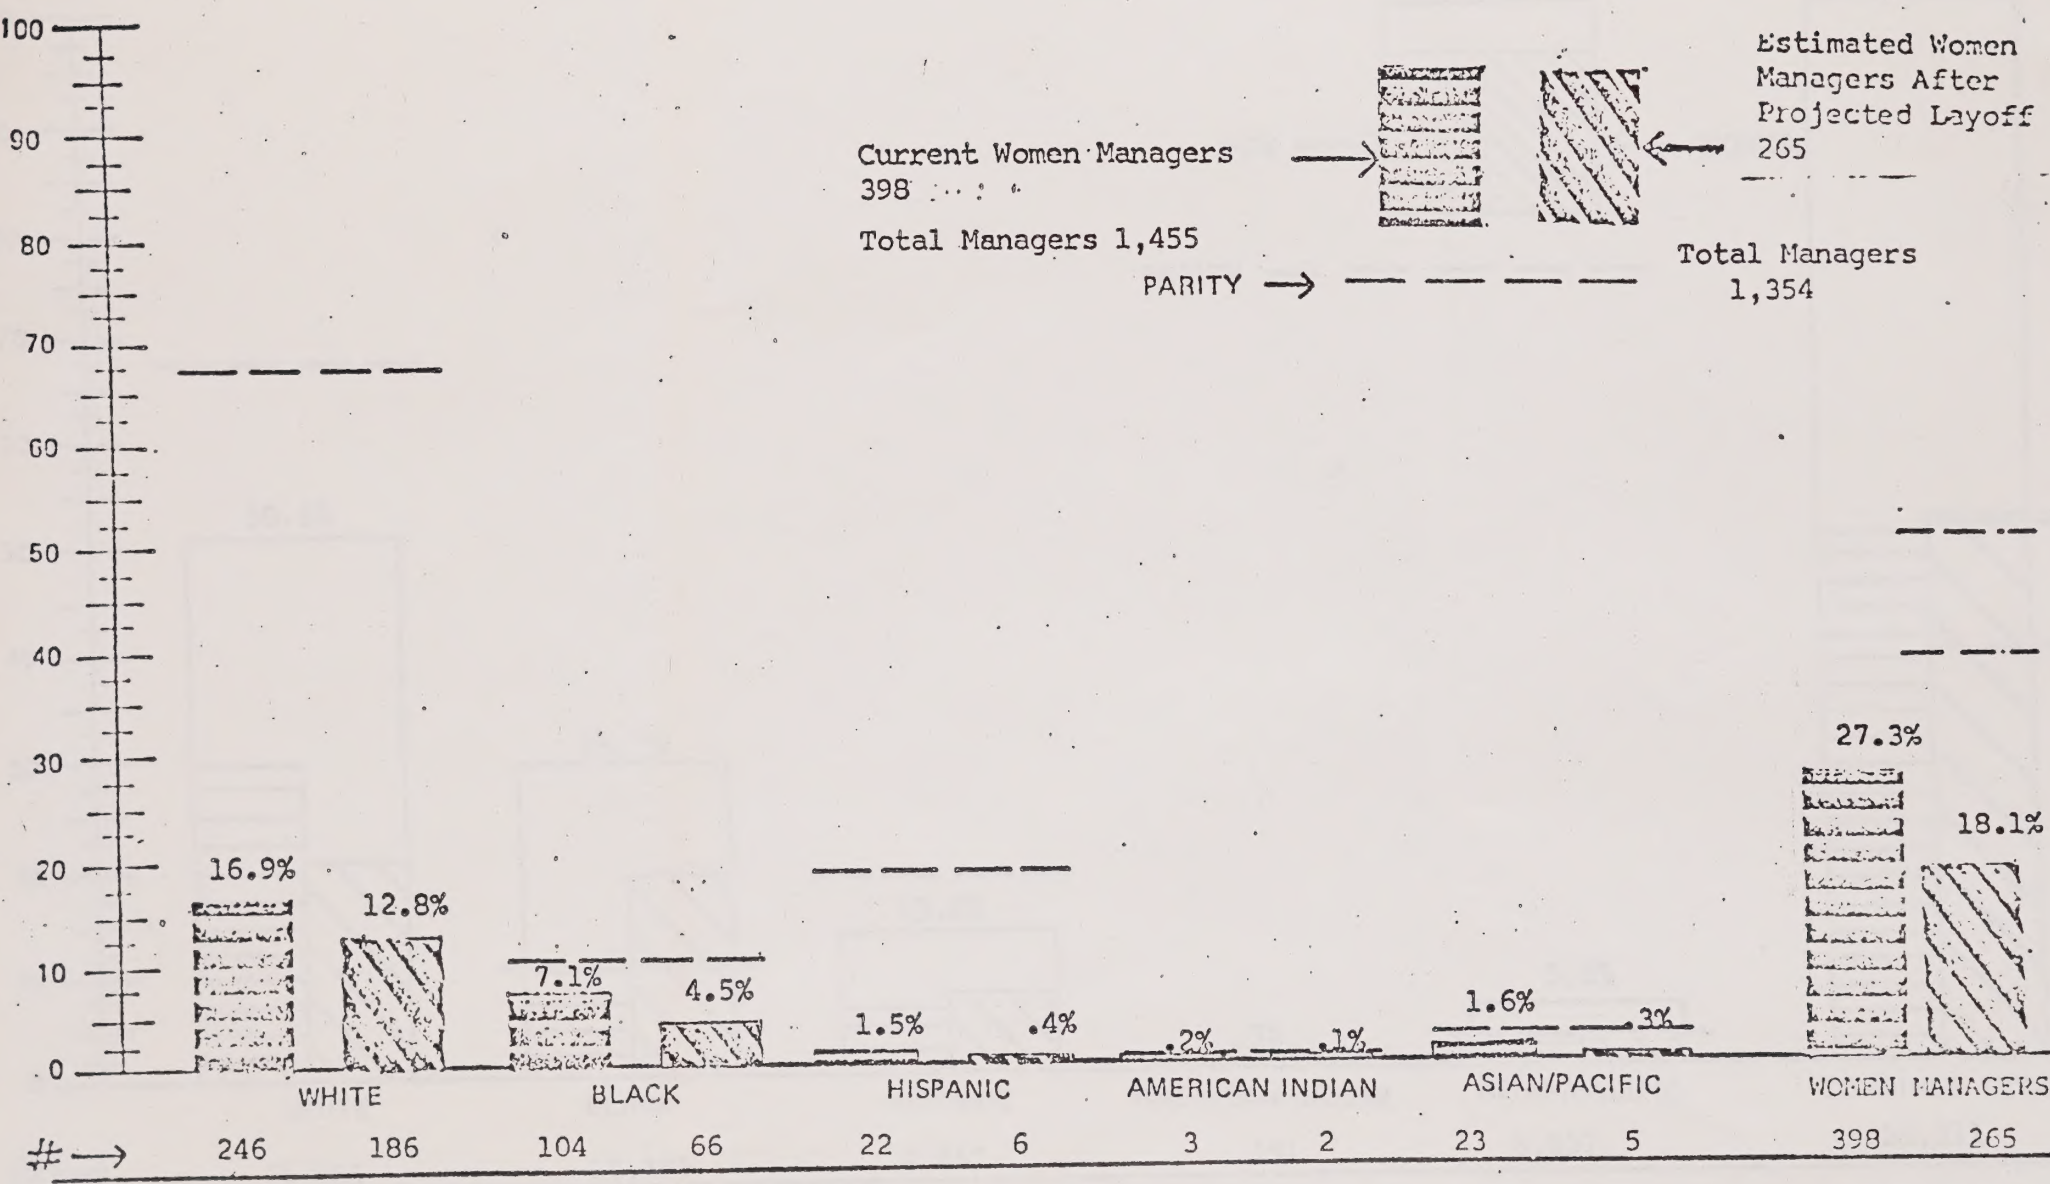 Estimated Women
Managers After
Projected Layoff
265
Current Women Managers
398
Total Managers 1,455
Total Managers
1,354
PARITY
100
90
80
70
60
50
40
30
20
10
0
16.9%
12.8%
7.1%
4.5%
1.5%
.4%
.2%
.1%
1.6%
.3%
27.3%
18.1%
WHITE
BLACK
HISPANIC
AMERICAN INDIAN
ASIAN/PACIFIC
WOMEN MANAGERS
# 246 186 104 66 22 6 3 2 23 5 398 265